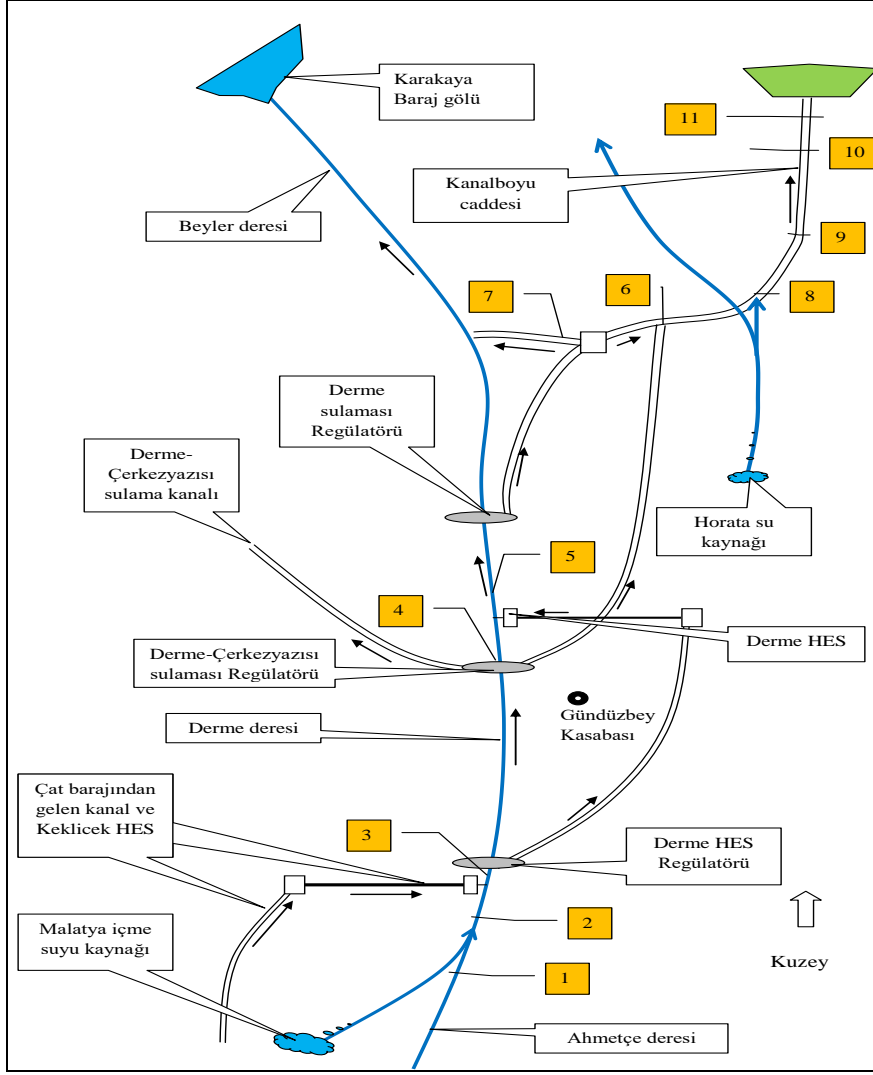 Karakaya
Baraj gölü
11
10
Kanalboyu
caddesi
Beyler deresi
9
7
6
8
Derme
sulaması
Regülatörü
Derme-
Çerkezyazısı
sulama kanalı
Horata su
kaynağı
5
4
Derme HES
Derme-Çerkezyazısı
sulaması Regülatörü
Gündüzbey
Kasabası
Derme deresi
Çat barajından
gelen kanal ve
Keklicek HES
3
Derme HES
Regülatörü
2
Malatya içme
suyu kaynağı
Kuzey
1
Ahmetçe deresi